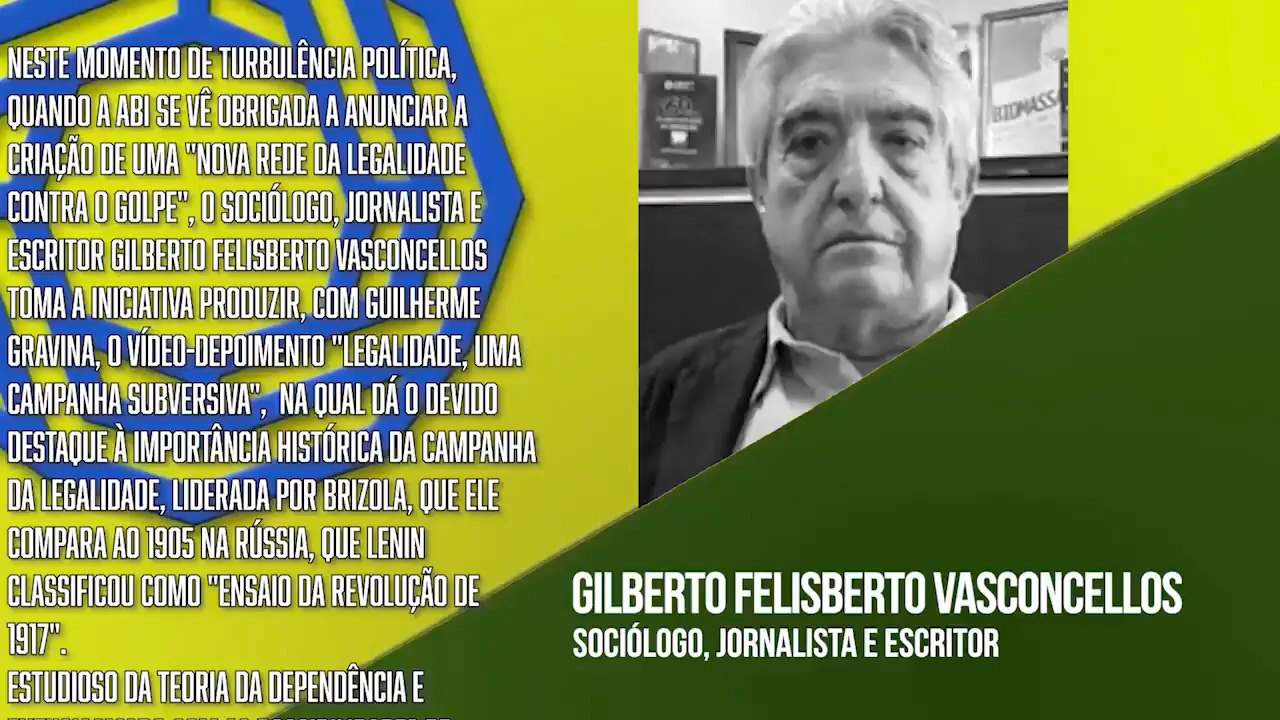 NESTE MOMENTO DE TURBULÊNCIA POLÍTICA,
QUANDO A ABI SE VÊ OBRIGADA A ANUNCIAR A
CRIAÇÃO DE UMA "NOVA REDE DA LEGALIDADE
CONTRA O GOLPE", O SOCIÓLOGO, JORNALISTA E
ESCRITOR GILBERTO FELISBERTO VASCONCELLOS
TOMA A INICIATIVA PRODUZIR, COM GUILHERME
GRAVINA, O VÍDEO-DEPOIMENTO "LEGALIDADE, UMA
CAMPANHA SUBVERSIVA", NA QUAL DÁ O DEVIDO
DESTAQUE À IMPORTÂNCIA HISTÓRICA DA CAMPANHA
DA LEGALIDADE, LIDERADA POR BRIZOLA, QUE ELE
COMPARA AO 1905 NA RÚSSIA, QUE LENIN
CLASSIFICOU COMO "ENSAIO DA REVOLUÇÃO DE
1917".
ESTUDIOSO DA TEORIA DA DEPENDÊNCIA E
BIOMASSA
GILBERTO FELISBERTO VASCONCELLOS
SOCIÓLOGO, JORNALISTA E ESCRITOR